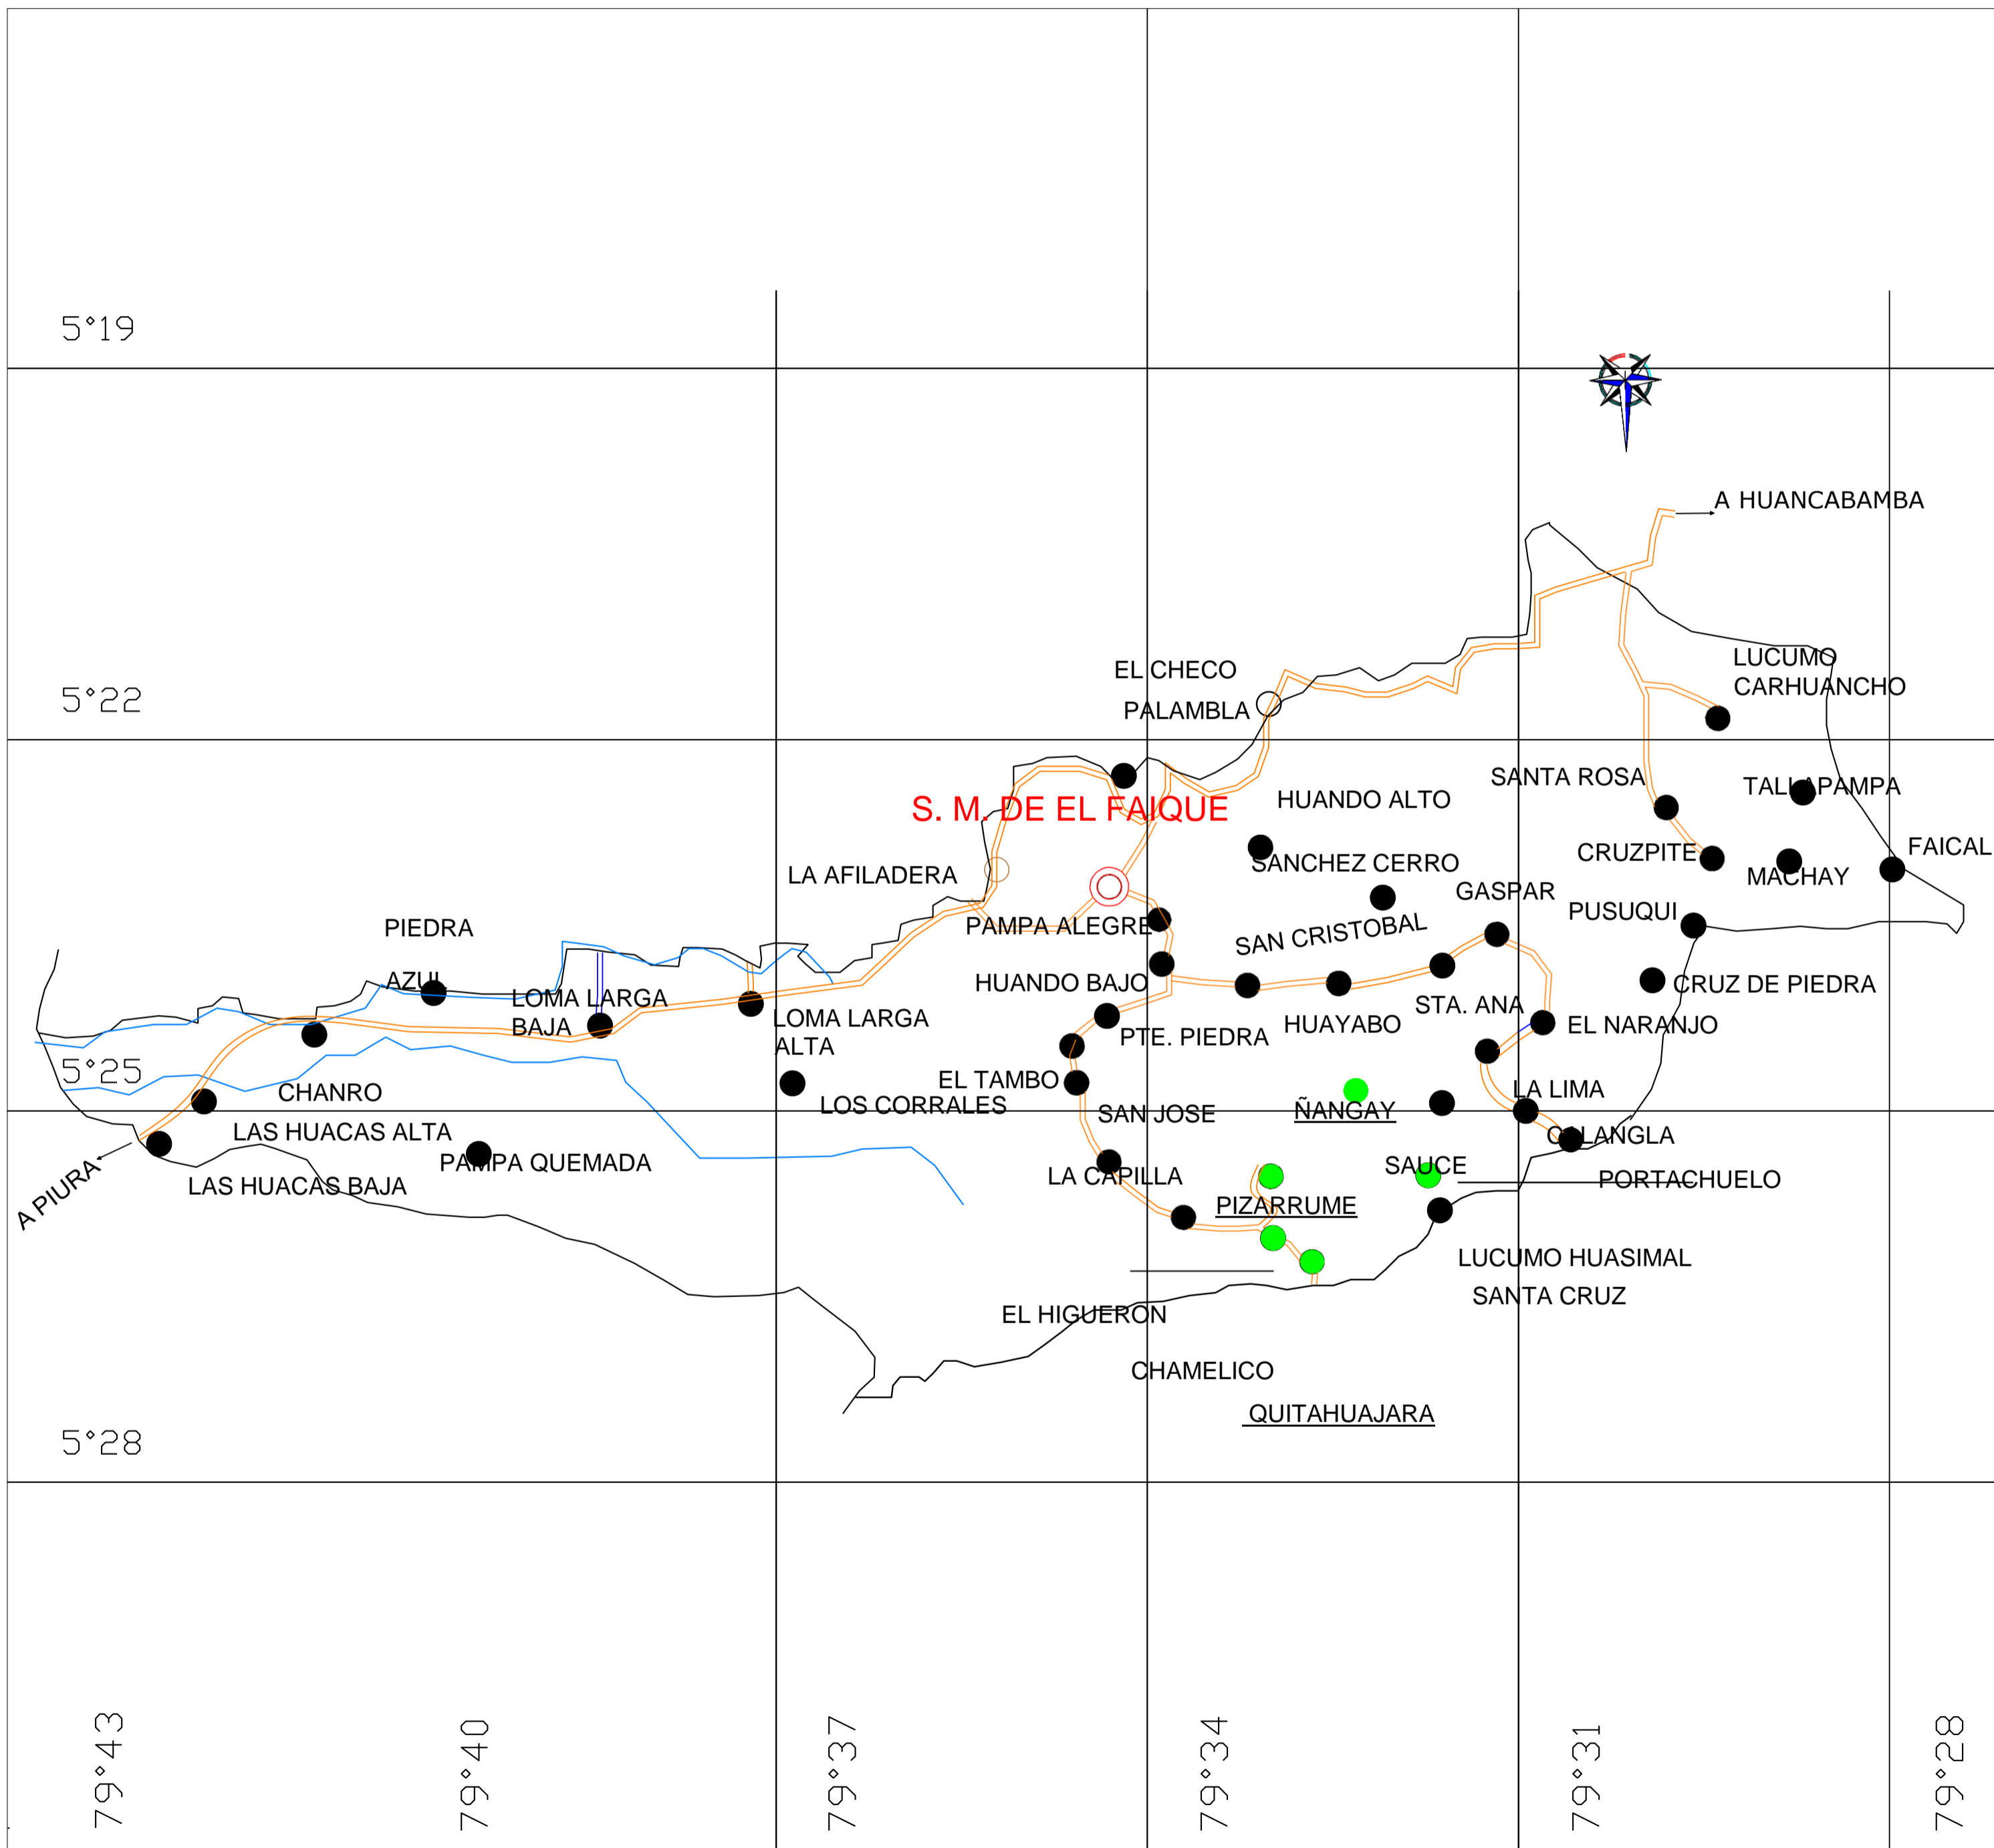 5°19
A HUANCABAMBA
EL CHECO
LUCUMO
CARHUANCHO
5°22
PALAMBLA
SANTA ROSA
TALLAPAMPA
HUANDO ALTO
S. M. DE EL FAIQUE
FAICAL
CRUZPITE
SANCHEZ CERRO
LA AFILADERA
MACHAY
GASPAR
PUSUQUI
PIEDRA
PAMPA ALEGRE
SAN CRISTOBAL
AZUL
HUANDO BAJO
CRUZ DE PIEDRA
LOMA LARGA
BAJA
STA. ANA
LOMA LARGA
ALTA
HUAYABO
EL NARANJO
PTE. PIEDRA
5°25
EL TAMBO
CHANRO
LA LIMA
LOS CORRALES
SAN JOSE
ÑANGAY
LAS HUACAS ALTA
CALANGLA
PAMPA QUEMADA
SAUCE
LA CAPILLA
PORTACHUELO
LAS HUACAS BAJA
A PIURA
PIZARRUME
LUCUMO HUASIMAL
SANTA CRUZ
EL HIGUERON
CHAMELICO
QUITAHUAJARA
5°28
79°43
79°40
79°37
79°34
79°31
79°28